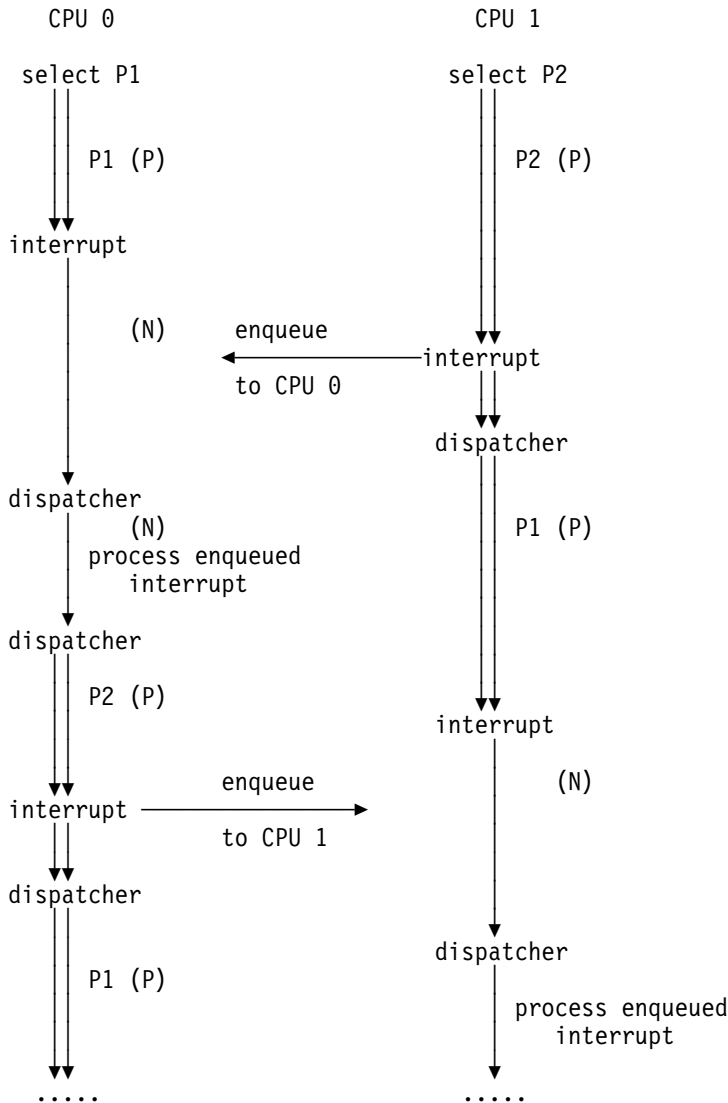 CPU 0 CPU 1
select P1 select P2
P1 (P) P2 (P)
interrupt
(N) enqueue
interrupt
to CPU 0
dispatcher
dispatcher
(N) P1 (P)
process enqueued
interrupt
dispatcher
P2 (P)
interrupt
enqueue (N)
interrupt
to CPU 1
dispatcher
dispatcher
P1 (P)
process enqueued
interrupt
..... .....